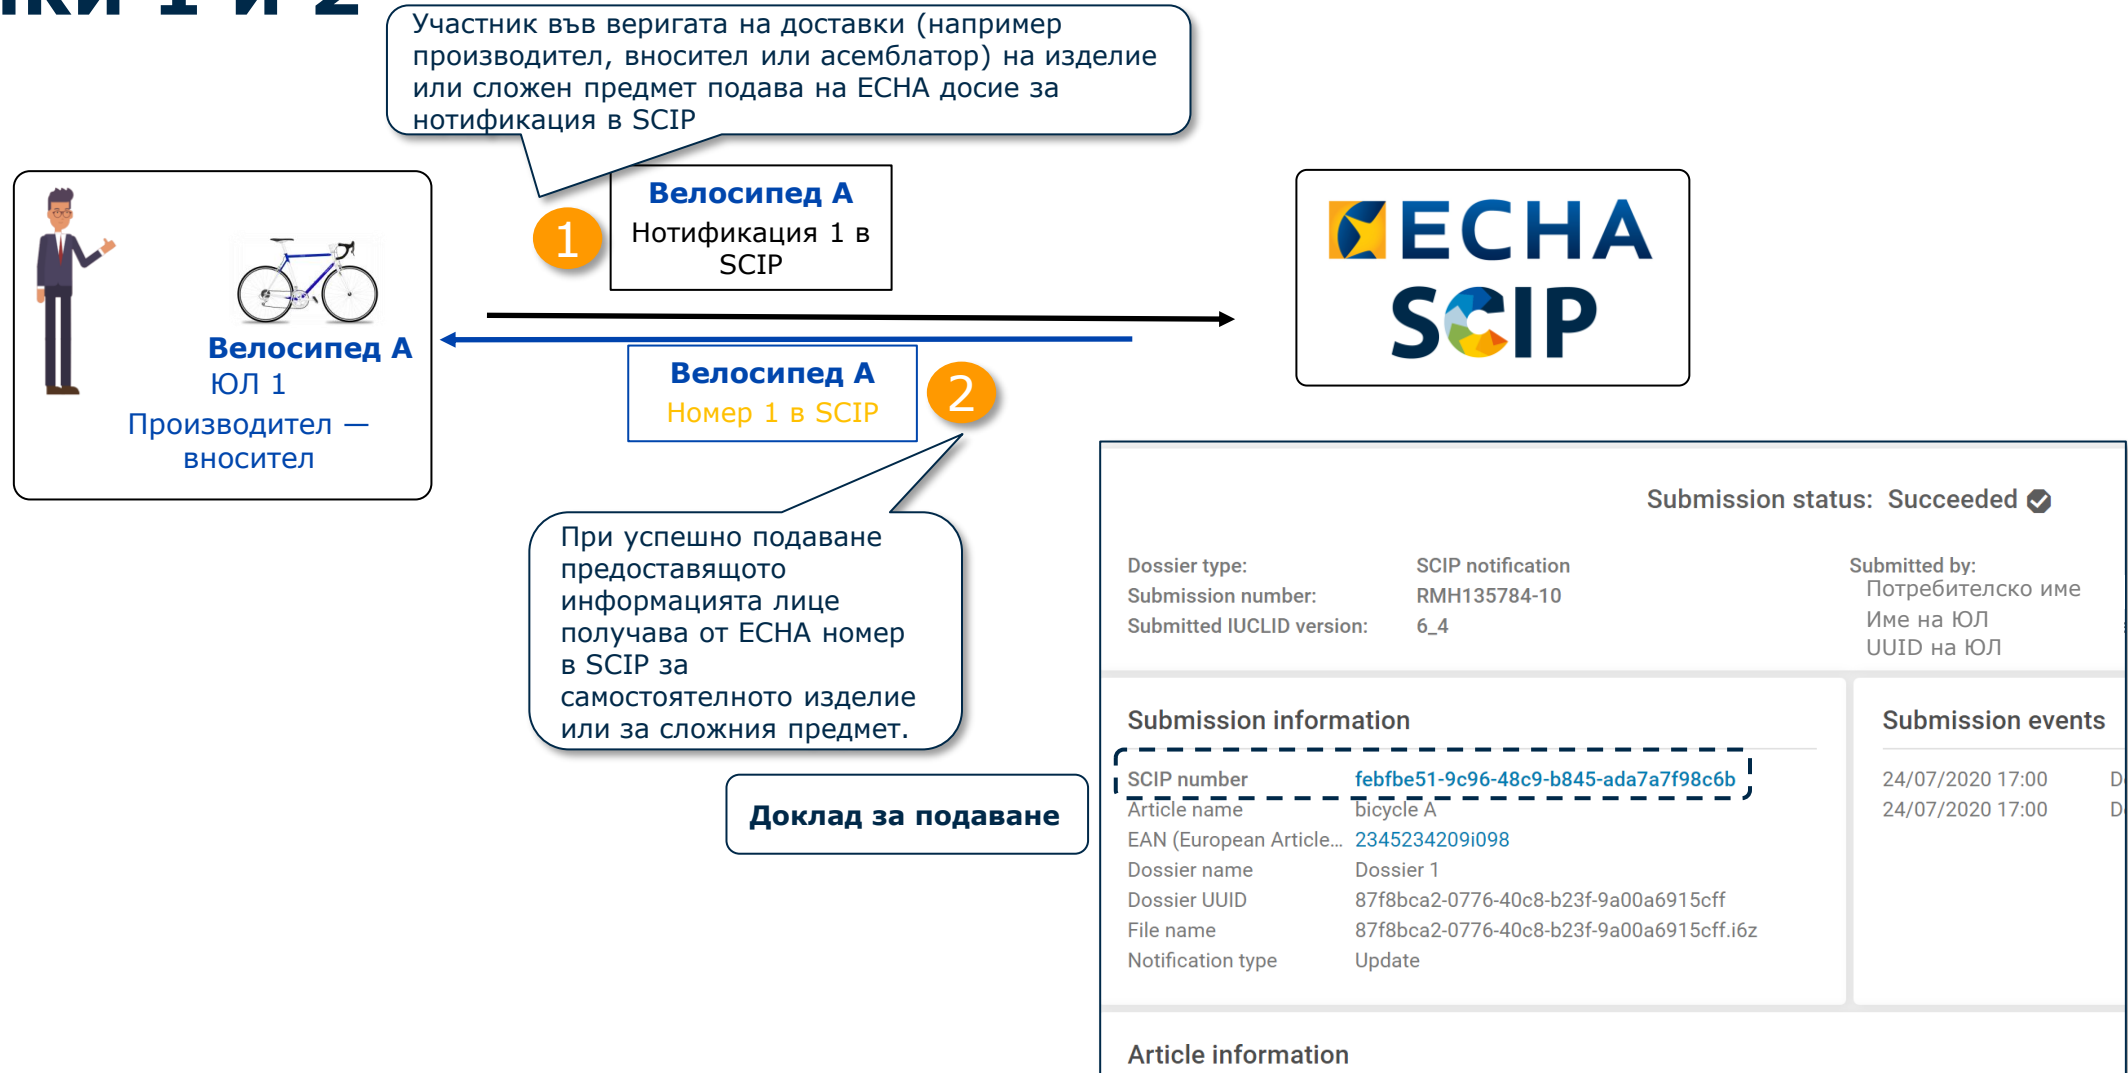 1 и 2
Участник във веригата на доставки (например
производител, вносител или асемблатор) на изделие
или сложен предмет подава на ECHA досие за
нотификация в SCIP
Велосипед А
Нотификация 1 в
SCIP
1
ECHA
SCIP
Велосипед А
ЮЛ 1
Производител —
вносител
Велосипед А
Номер 1 в SCIP
2
При успешно подаване
предоставящото
информацията лице
получава от ECHA номер
в SCIP за
самостоятелното изделие
или за сложния предмет.
Доклад за подаване
Submission status: Succeeded
Dossier type: SCIP notification
Submission number: RMH135784-10
Submitted IUCLID version: 6_4
Submitted by:
Потребителско име
Име на ЮЛ
UUID на ЮЛ
Submission information
SCIP number febfbe51-9c96-48c9-b845-ada7a7f98c6b
Article name bicycle A
EAN (European Article... 2345234209i098
Dossier name Dossier 1
Dossier UUID 87f8bca2-0776-40c8-b23f-9a00a6915cff
File name 87f8bca2-0776-40c8-b23f-9a00a6915cff.i6z
Notification type Update
Submission events
24/07/2020 17:00
24/07/2020 17:00
Article information